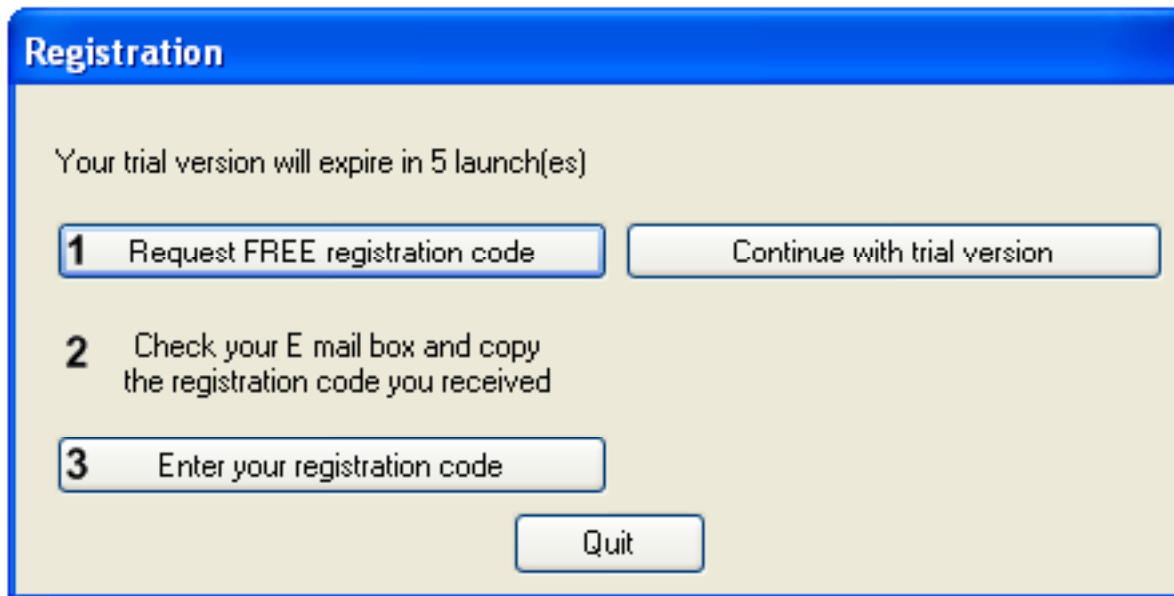 Registration
Your trial version will expire in 5 launch(es)
1 Request FREE registration code
Continue with trial version
2 Check your E mail box and copy
the registration code you received
3 Enter your registration code
Quit